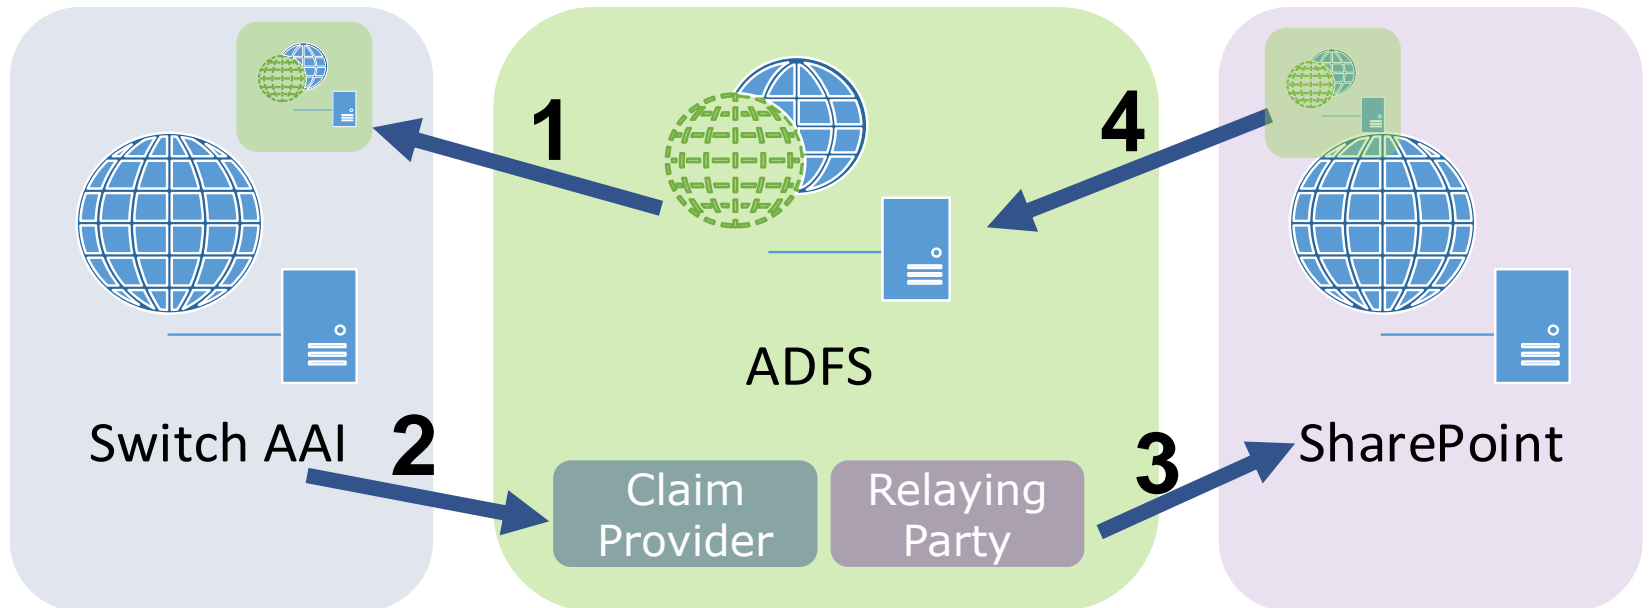 1
4
ADFS
Switch AAI
2
3
SharePoint
Claim
Provider
Relaying
Party